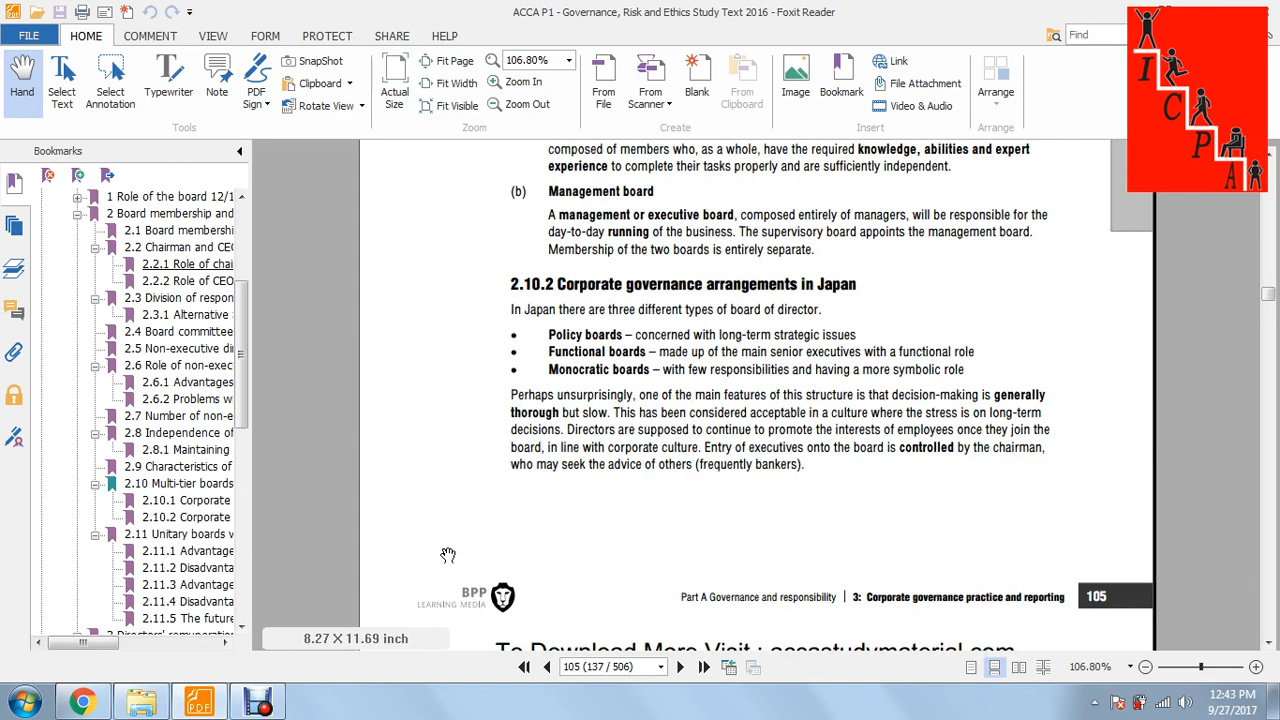 ACCA P1 - Governance, Risk and Ethics Study Text 2016 - Foxit Reader
FILE HOME COMMENT VIEW FORM PROTECT SHARE HELP Find
Hand Select Text Select Annotation Typewriter Note PDF Sign SnapShot Clipboard Rotate View
Actual Size Fit Page Fit Width Fit Visible 106.80% Zoom In Zoom Out
From File From Scanner Blank From Clipboard Image Bookmark Link File Attachment Video & Audio Arrange
Tools Zoom Create Insert Arrange
I
C
P
A
Bookmarks
1 Role of the board 12/1
2 Board membership and
2.1 Board membershi
2.2 Chairman and CEO
2.2.1 Role of chai
2.2.2 Role of CEO
2.3 Division of respon
2.3.1 Alternative
2.4 Board committee
2.5 Non-executive di
2.6 Role of non-exec
2.6.1 Advantages
2.6.2 Problems w
2.7 Number of non-e
2.8 Independence of
2.8.1 Maintaining
2.9 Characteristics of
2.10 Multi-tier boards
2.10.1 Corporate
2.10.2 Corporate
2.11 Unitary boards v
2.11.1 Advantage
2.11.2 Disadvanta
2.11.3 Advantage
2.11.4 Disadvanta
2.11.5 The future
composed of members who, as a whole, have the required knowledge, abilities and expert
experience to complete their tasks properly and are sufficiently independent.
(b) Management board
A management or executive board, composed entirely of managers, will be responsible for the
day-to-day running of the business. The supervisory board appoints the management board.
Membership of the two boards is entirely separate.
2.10.2 Corporate governance arrangements in Japan
In Japan there are three different types of board of director.
• Policy boards – concerned with long-term strategic issues
• Functional boards – made up of the main senior executives with a functional role
• Monocratic boards – with few responsibilities and having a more symbolic role
Perhaps unsurprisingly, one of the main features of this structure is that decision-making is generally
thorough but slow. This has been considered acceptable in a culture where the stress is on long-term
decisions. Directors are supposed to continue to promote the interests of employees once they join the
board, in line with corporate culture. Entry of executives onto the board is controlled by the chairman,
who may seek the advice of others (frequently bankers).
BPP
LEARNING MEDIA
Part A Governance and responsibility | 3: Corporate governance practice and reporting 105
8.27 X 11.69 inch
To Download More Visit : accastudymaterial.com
105 (137 / 506) 106.80%
PDF
12:43 PM
9/27/2017